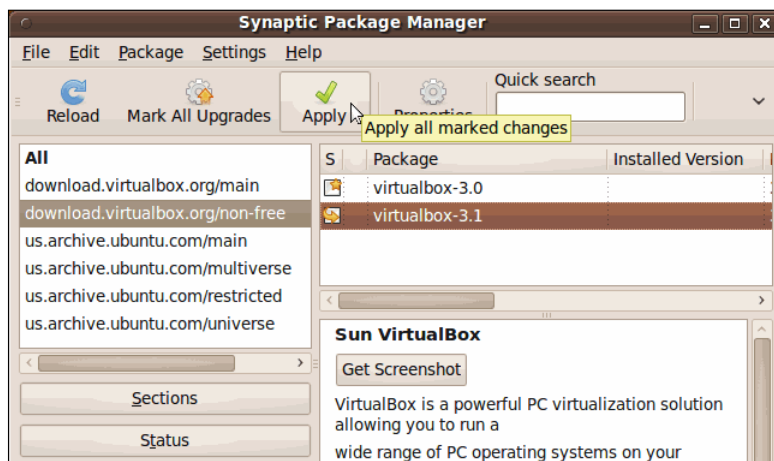 Synaptic Package Manager
File Edit Package Settings Help
Quick search
Reload Mark All Upgrades Apply Properties
Apply all marked changes
All
download.virtualbox.org/main
download.virtualbox.org/non-free
us.archive.ubuntu.com/main
us.archive.ubuntu.com/multiverse
us.archive.ubuntu.com/restricted
us.archive.ubuntu.com/universe
Sections
Status
S Package Installed Version
virtualbox-3.0
virtualbox-3.1
Sun VirtualBox
Get Screenshot
VirtualBox is a powerful PC virtualization solution
allowing you to run a
wide range of PC operating systems on your